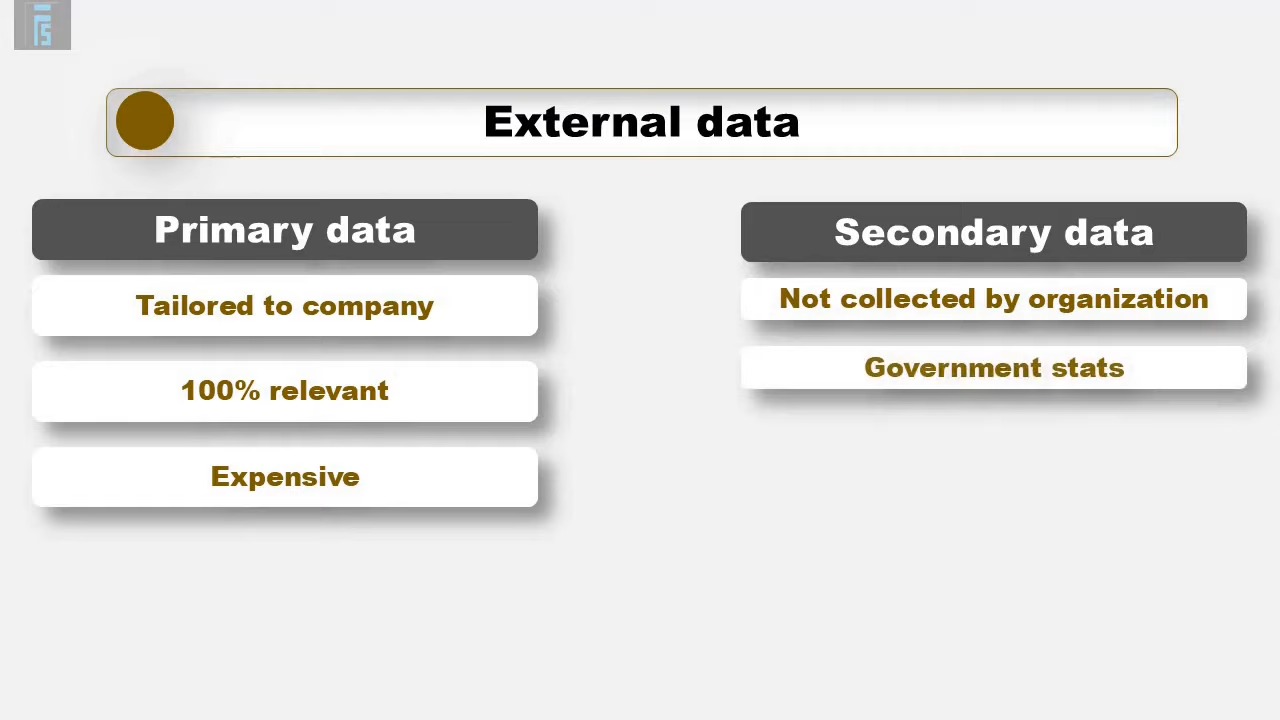 External data
Primary data
Tailored to company
100% relevant
Expensive
Secondary data
Not collected by organization
Government stats